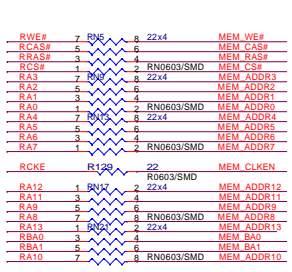 RWE# 7 RN5 8 22x4 MEM_WE#
RCAS# 5 6 MEM_CAS#
RRAS# 3 4 MEM_RAS#
RCS# 1 2 RN0603/SMD MEM_CS#
RA3 7 RN9 8 22x4 MEM_ADDR3
RA2 5 6 MEM_ADDR2
RA1 3 4 MEM_ADDR1
RA0 1 2 RN0603/SMD MEM_ADDR0
RA4 7 RN13 8 22x4 MEM_ADDR4
RA5 5 6 MEM_ADDR5
RA6 3 4 MEM_ADDR6
RA7 1 2 RN0603/SMD MEM_ADDR7
RCKE R129 22 MEM_CLKEN
R0603/SMD
RA12 1 RN17 2 22x4 MEM_ADDR12
RA11 3 4 MEM_ADDR11
RA9 5 6 MEM_ADDR9
RA8 7 8 RN0603/SMD MEM_ADDR8
RA13 1 RN21 2 22x4 MEM_ADDR13
RBA0 3 4 MEM_BA0
RBA1 5 6 MEM_BA1
RA10 7 8 RN0603/SMD MEM_ADDR10